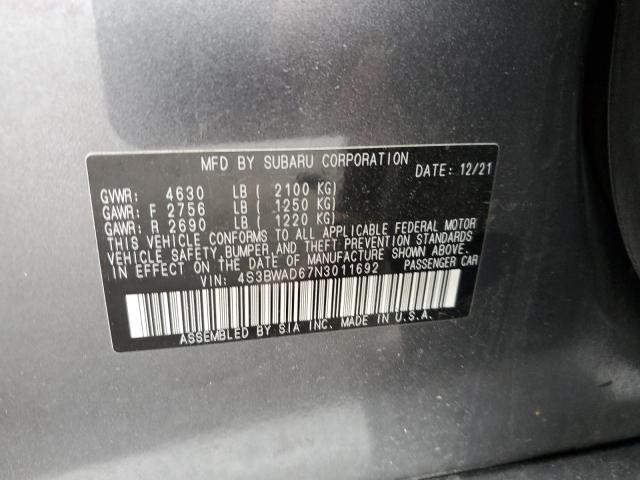 MFD BY SUBARU CORPORATION
DATE: 12/21
GVWR: 4630 LB ( 2100 KG)
GAWR: F 2756 LB ( 1250 KG)
GAWR: R 2690 LB ( 1220 KG)
THIS VEHICLE CONFORMS TO ALL APPLICABLE FEDERAL MOTOR
VEHICLE SAFETY, BUMPER, AND THEFT PREVENTION STANDARDS
IN EFFECT ON THE DATE OF MANUFACTURE SHOWN ABOVE.
VIN: 4S3BWAD67N3011692 PASSENGER CAR
ASSEMBLED BY SIA INC. MADE IN U.S.A.